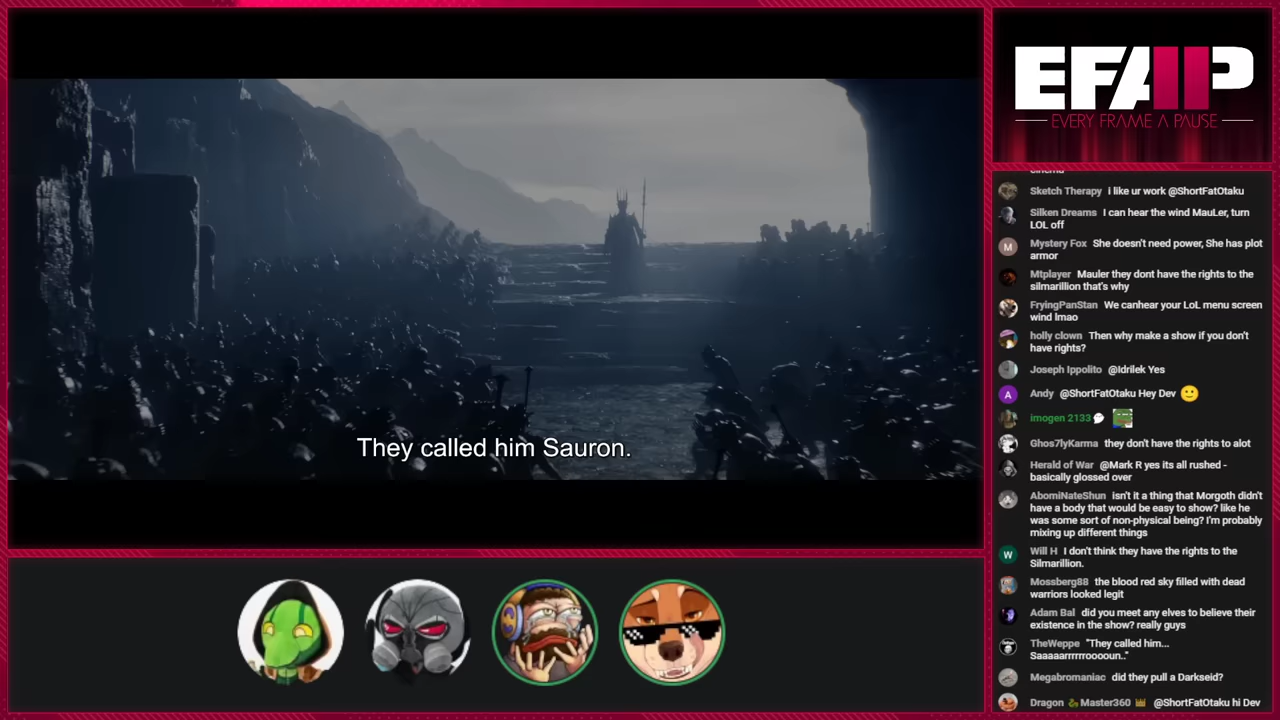 They called him Sauron.
EFAP
EVERY FRAME A PAUSE
cinema
Sketch Therapy i like ur work @ShortFatOtaku
Silken Dreams I can hear the wind MauLer, turn
LOL off
M
Mystery Fox She doesn't need power, She has plot
armor
Mtplayer Mauler they dont have the rights to the
silmarillion that's why
FryingPanStan We canhear your LoL menu screen
wind lmao
holly clown Then why make a show if you don't
have rights?
Joseph Ippolito @Idrilek Yes
A
Andy @ShortFatOtaku Hey Dev
imogen 2133
Ghos7lyKarma they don't have the rights to alot
Herald of War @Mark R yes its all rushed -
basically glossed over
AbomiNateShun isn't it a thing that Morgoth didn't
have a body that would be easy to show? like he
was some sort of non-physical being? I'm probably
mixing up different things
W
Will H I don't think they have the rights to the
Silmarillion.
Mossberg88 the blood red sky filled with dead
warriors looked legit
Adam Bal did you meet any elves to believe their
existence in the show? really guys
TheWeppe "They called him...
Saaaaarrrrrrooooun.."
Megabromaniac did they pull a Darkseid?
Dragon Master360 @ShortFatOtaku hi Dev